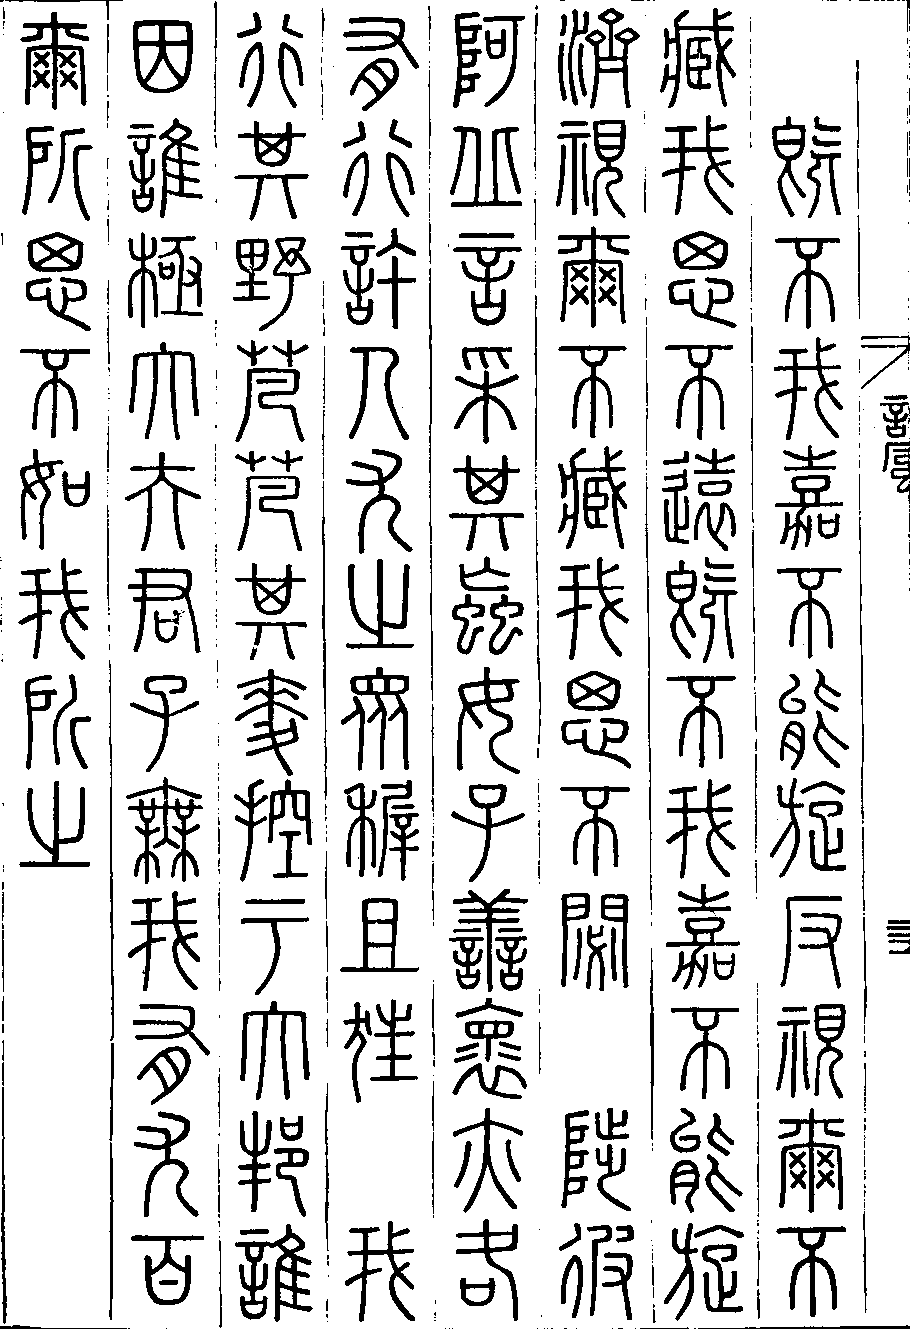 既不我嘉不能旋反視爾不
臧我思不遠既不我嘉不能旋
濟視爾不臧我思不閟　陟彼
阿丘言采其蝱女子善懷亦各
有行許人尤之眾穉且狂　我
行其野芃芃其麥控于大邦誰
因誰極大夫君子無我有尤百
爾所思不如我所之